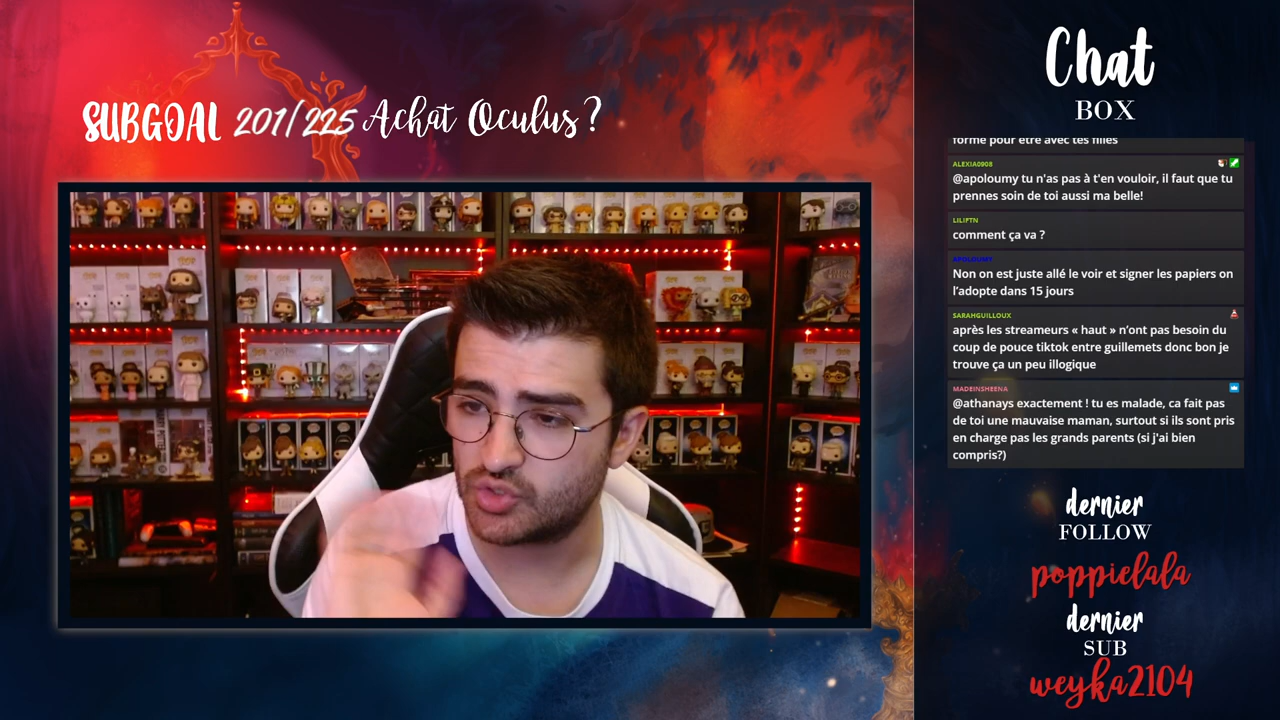 SUBGOAL 201/225 Achat Oculus ?
Chat
BOX
forme pour être avec tes filles
ALEXIA0908
@apoloumy tu n'as pas à t'en vouloir, il faut que tu
prennes soin de toi aussi ma belle!
LILIPTN
comment ça va ?
APOLOUMY
Non on est juste allé le voir et signer les papiers on
l'adopte dans 15 jours
SARAHGUILLOUX
après les streameurs « haut » n'ont pas besoin du
coup de pouce tiktok entre guillemets donc bon je
trouve ça un peu illogique
MADEINSHEENA
@athanays exactement ! tu es malade, ca fait pas
de toi une mauvaise maman, surtout si ils sont pris
en charge pas les grands parents (si j'ai bien
compris?)
dernier
FOLLOW
poppielala
dernier
SUB
weyka2104